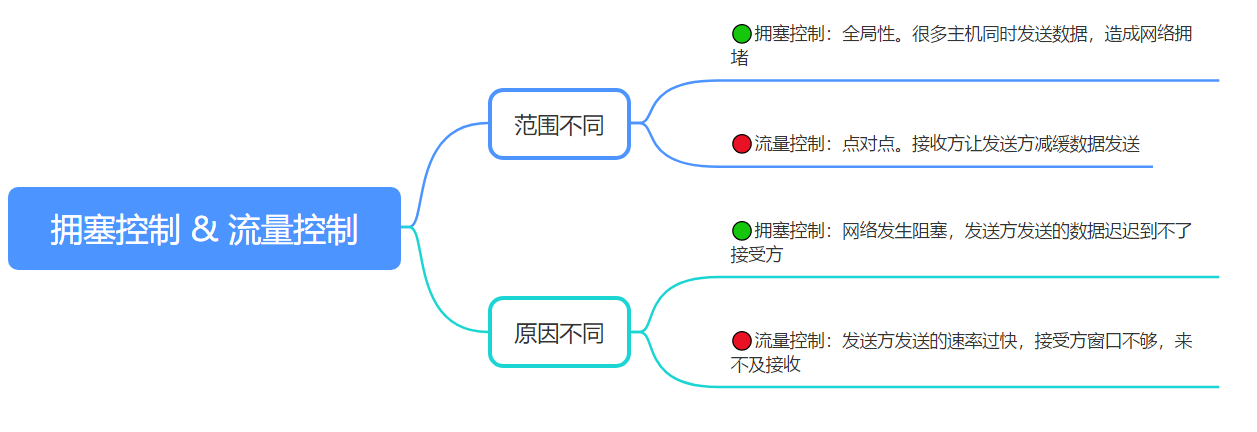 拥塞控制 & 流量控制
范围不同
拥塞控制：全局性。很多主机同时发送数据，造成网络拥
堵
流量控制：点对点。接收方让发送方减缓数据发送
原因不同
拥塞控制：网络发生阻塞，发送方发送的数据迟迟到不了
接受方
流量控制：发送方发送的速率过快，接受方窗口不够，来
不及接收